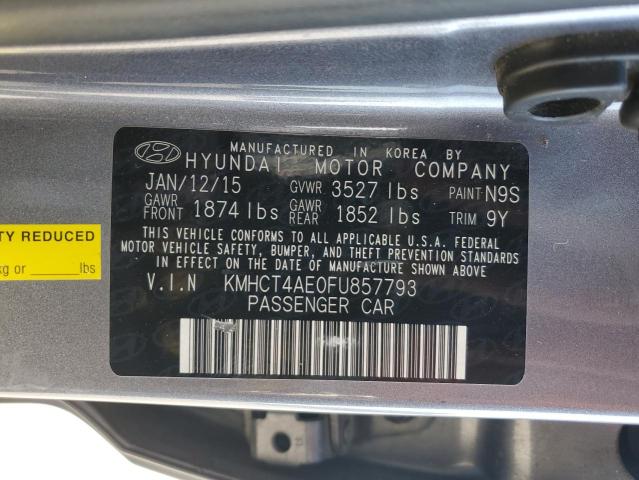 MANUFACTURED IN KOREA BY
HYUNDAI MOTOR COMPANY
JAN/12/15 GVWR 3527 lbs PAINT N9S
GAWR FRONT 1874 lbs GAWR REAR 1852 lbs TRIM 9Y
THIS VEHICLE CONFORMS TO ALL APPLICABLE U.S.A. FEDERAL
MOTOR VEHICLE SAFETY, BUMPER, AND THEFT PREVENTION STANDARDS
IN EFFECT ON THE DATE OF MANUFACTURE SHOWN ABOVE
V.I.N KMHCT4AE0FU857793
PASSENGER CAR
TY REDUCED
kg or _____lbs